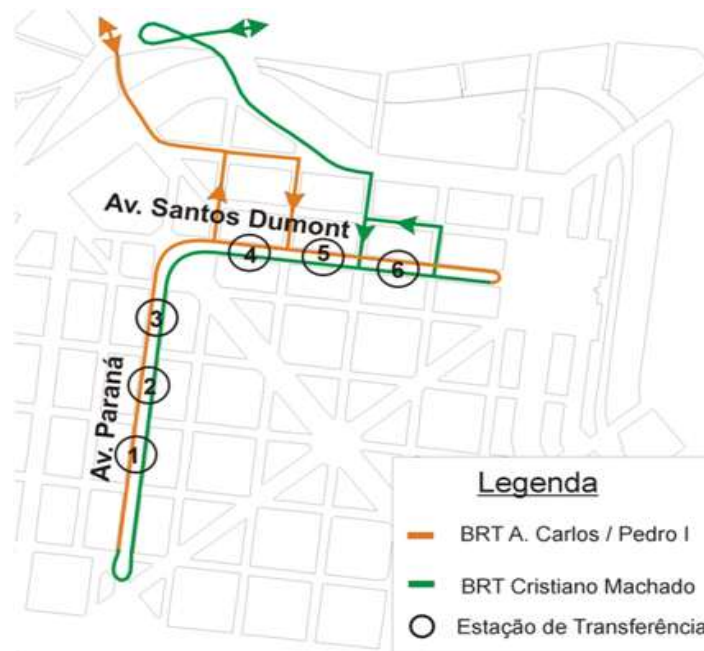 Av. Santos Dumont
4
5
6
3
Av. Paraná
2
1
Legenda
BRT A. Carlos / Pedro I
BRT Cristiano Machado
Estação de Transferência